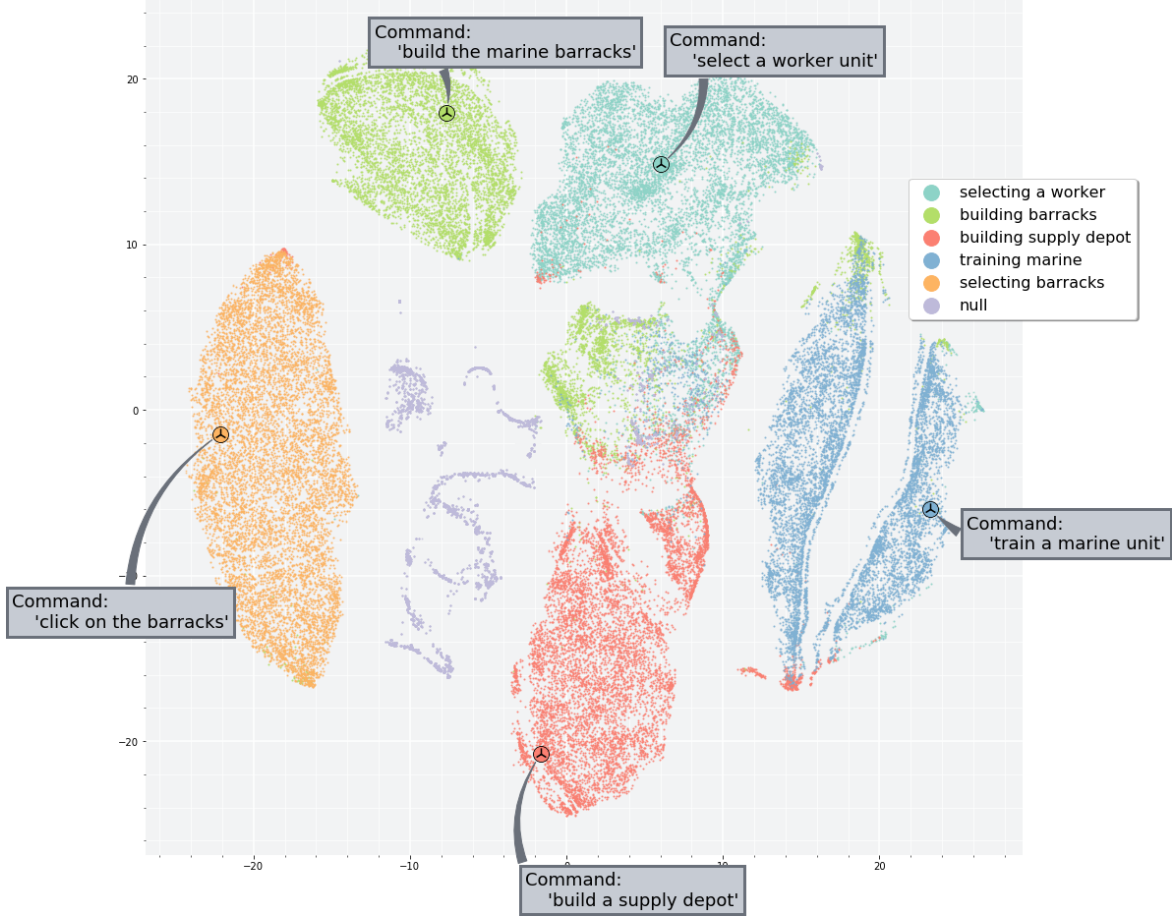 Command:
'build the marine barracks'
Command:
'select a worker unit'
20
selecting a worker
building barracks
building supply depot
training marine
selecting barracks
null
10
0
Command:
'train a marine unit'
Command:
'click on the barracks'
−20
−20
−10
0
20
Command:
'build a supply depot'